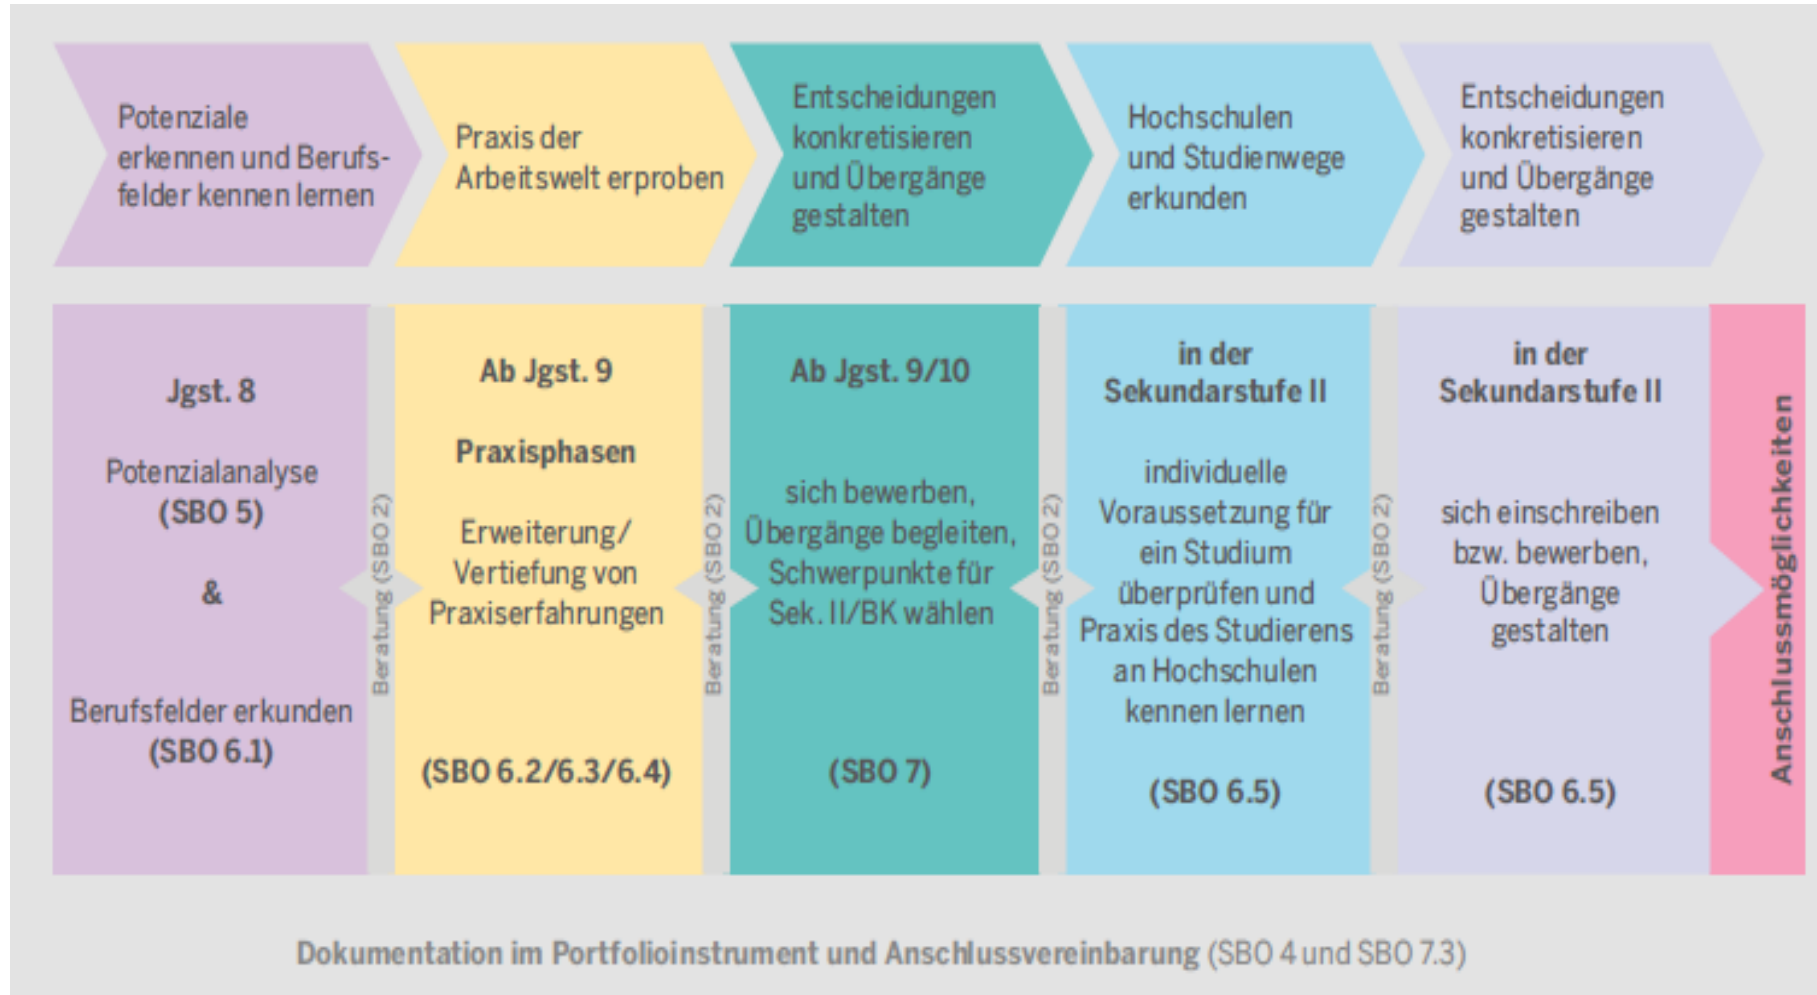 Potenziale
erkennen und Berufs-
felder kennen lernen
Praxis der
Arbeitswelt erproben
Entscheidungen
konkretisieren
und Übergänge
gestalten
Hochschulen
und Studienwege
erkunden
Entscheidungen
konkretisieren
und Übergänge
gestalten
Jgst. 8
Potenzialanalyse
(SBO 5)
&
Berufsfelder erkunden
(SBO 6.1)
Beratung (SBO 2)
Ab Jgst. 9
Praxisphasen
Erweiterung/
Vertiefung von
Praxiserfahrungen
(SBO 6.2/6.3/6.4)
Beratung (SBO 2)
Ab Jgst. 9/10
sich bewerben,
Übergänge begleiten,
Schwerpunkte für
Sek. II/BK wählen
(SBO 7)
Beratung (SBO 2)
in der
Sekundarstufe II
individuelle
Voraussetzung für
ein Studium
überprüfen und
Praxis des Studierens
an Hochschulen
kennen lernen
(SBO 6.5)
Beratung (SBO 2)
in der
Sekundarstufe II
sich einschreiben
bzw. bewerben,
Übergänge
gestalten
(SBO 6.5)
Anschlussmöglichkeiten
Dokumentation im Portfolioinstrument und Anschlussvereinbarung (SBO 4 und SBO 7.3)